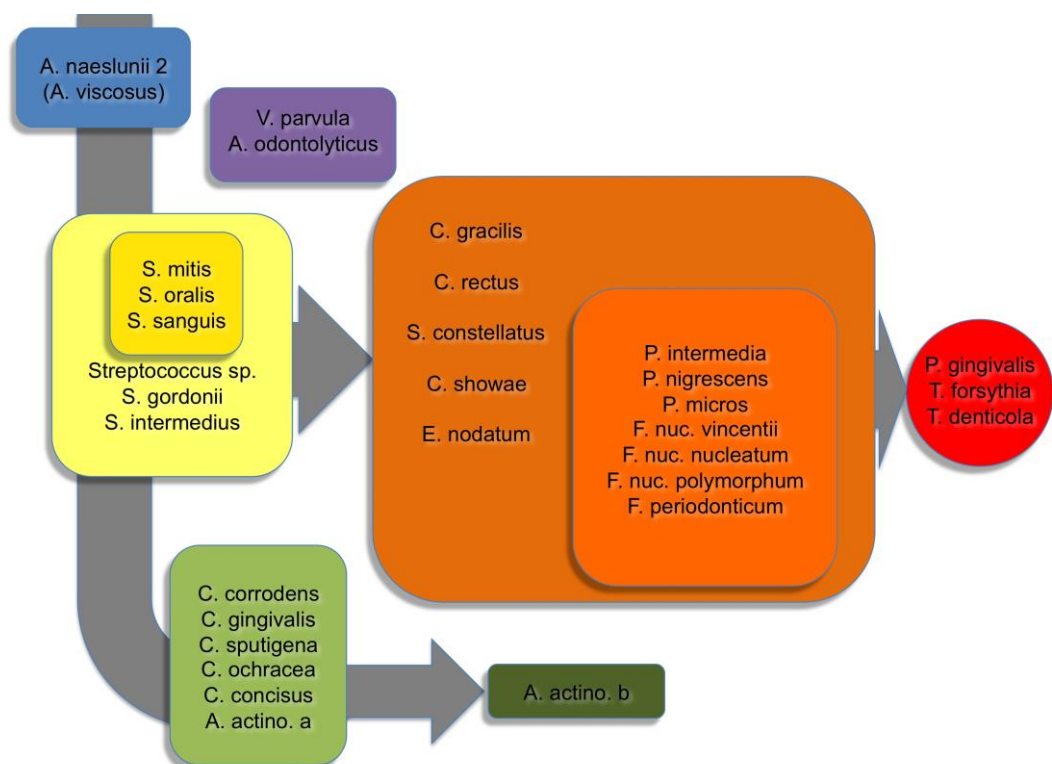 A. naeslunii 2
(A. viscosus)
V. parvula
A. odontolyticus
S. mitis
S. oralis
S. sanguis
Streptococcus sp.
S. gordonii
S. intermedius
C. gracilis
C. rectus
S. constellatus
C. showae
E. nodatum
P. intermedia
P. nigrescens
P. micros
F. nuc. vincentii
F. nuc. nucleatum
F. nuc. polymorphum
F. periodonticum
P. gingivalis
T. forsythia
T. denticola
C. corrodens
C. gingivalis
C. sputigena
C. ochracea
C. concisus
A. actino. a
A. actino. b